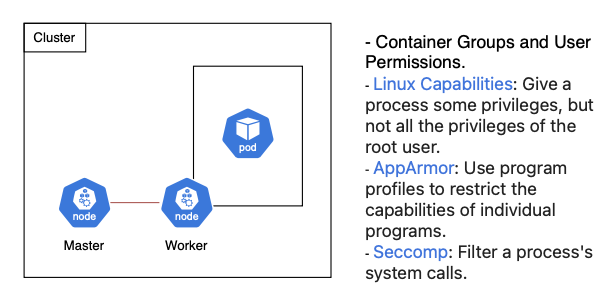 Cluster
pod
node
node
Master
Worker
- Container Groups and User
Permissions.
- Linux Capabilities: Give a
process some privileges, but
not all the privileges of the
root user.
- AppArmor: Use program
profiles to restrict the
capabilities of individual
programs.
- Seccomp: Filter a process's
system calls.